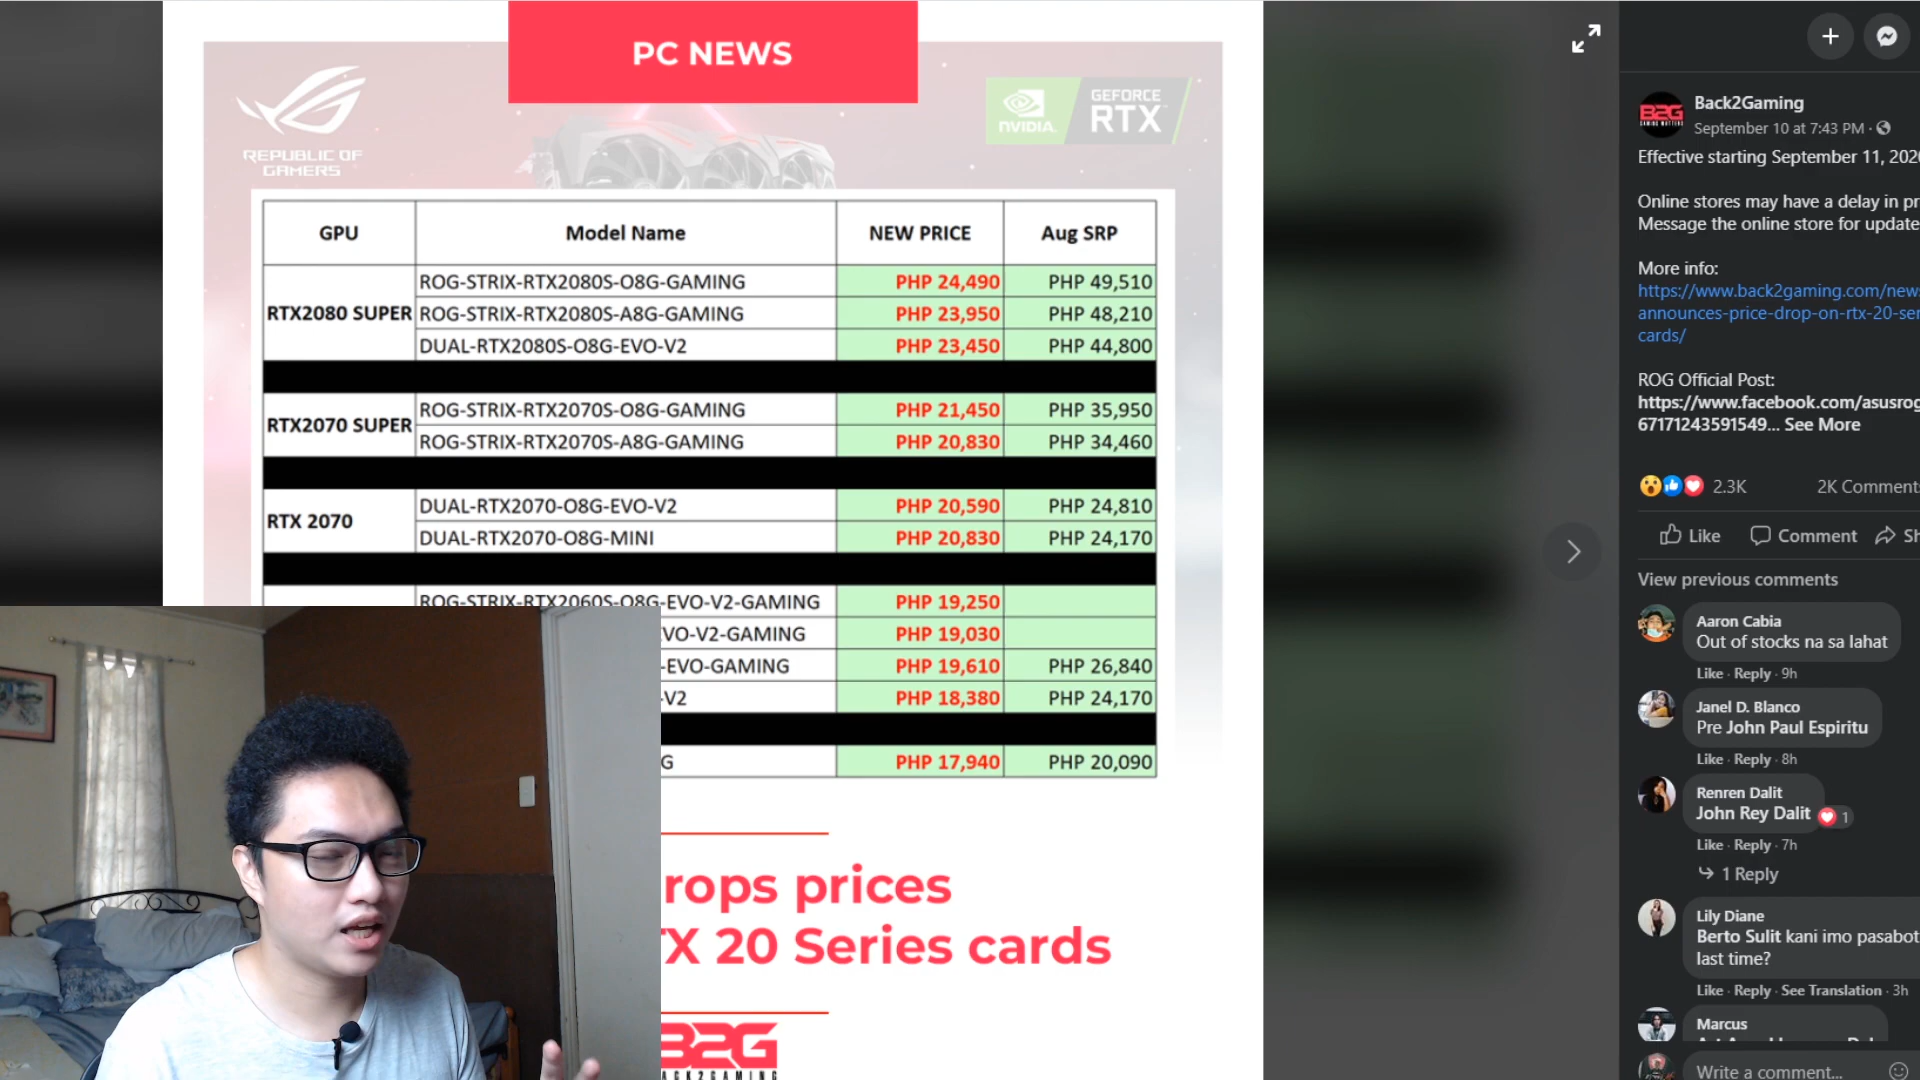 PC NEWS
REPUBLIC OF
GAMERS
NVIDIA.
GEFORCE
RTX
GPU Model Name NEW PRICE Aug SRP
RTX2080 SUPER
ROG-STRIX-RTX2080S-O8G-GAMING PHP 24,490 PHP 49,510
ROG-STRIX-RTX2080S-A8G-GAMING PHP 23,950 PHP 48,210
DUAL-RTX2080S-O8G-EVO-V2 PHP 23,450 PHP 44,800
RTX2070 SUPER
ROG-STRIX-RTX2070S-O8G-GAMING PHP 21,450 PHP 35,950
ROG-STRIX-RTX2070S-A8G-GAMING PHP 20,830 PHP 34,460
RTX 2070
DUAL-RTX2070-O8G-EVO-V2 PHP 20,590 PHP 24,810
DUAL-RTX2070-O8G-MINI PHP 20,830 PHP 24,170
ROG-STRIX-RTX2060S-O8G-EVO-V2-GAMING PHP 19,250
VO-V2-GAMING PHP 19,030
-EVO-GAMING PHP 19,610 PHP 26,840
-V2 PHP 18,380 PHP 24,170
G PHP 17,940 PHP 20,090
rops prices
TX 20 Series cards
B2G
BACK2GAMING
B2G
Back2Gaming
September 10 at 7:43 PM ·
Effective starting September 11, 2020
Online stores may have a delay in pr
Message the online store for update
More info:
https://www.back2gaming.com/news
announces-price-drop-on-rtx-20-ser
cards/
ROG Official Post:
https://www.facebook.com/asusrog
67171243591549... See More
2.3K 2K Comments
Like Comment Sh
View previous comments
Aaron Cabia
Out of stocks na sa lahat
Like · Reply · 9h
Janel D. Blanco
Pre John Paul Espiritu
Like · Reply · 8h
Renren Dalit
John Rey Dalit
1
Like · Reply · 7h
1 Reply
Lily Diane
Berto Sulit kani imo pasabot
last time?
Like · Reply · See Translation · 3h
Marcus
Write a comment...